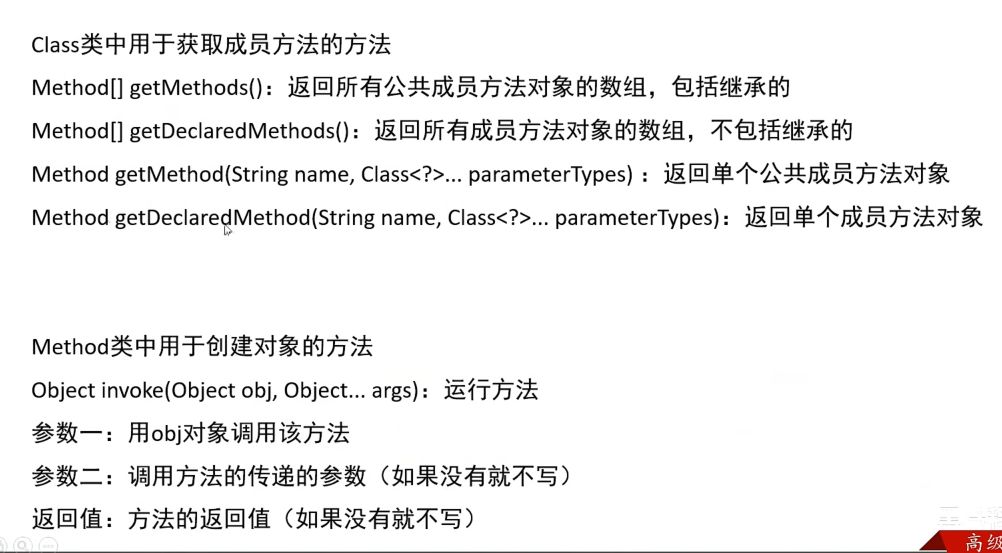 Class类中用于获取成员方法的方法
Method[] getMethods()：返回所有公共成员方法对象的数组，包括继承的
Method[] getDeclaredMethods()：返回所有成员方法对象的数组，不包括继承的
Method getMethod(String name, Class<?>... parameterTypes) ：返回单个公共成员方法对象
Method getDeclaredMethod(String name, Class<?>... parameterTypes)：返回单个成员方法对象
Method类中用于创建对象的方法
Object invoke(Object obj, Object... args)：运行方法
参数一：用obj对象调用该方法
参数二：调用方法的传递的参数（如果没有就不写）
返回值：方法的返回值（如果没有就不写）
高级